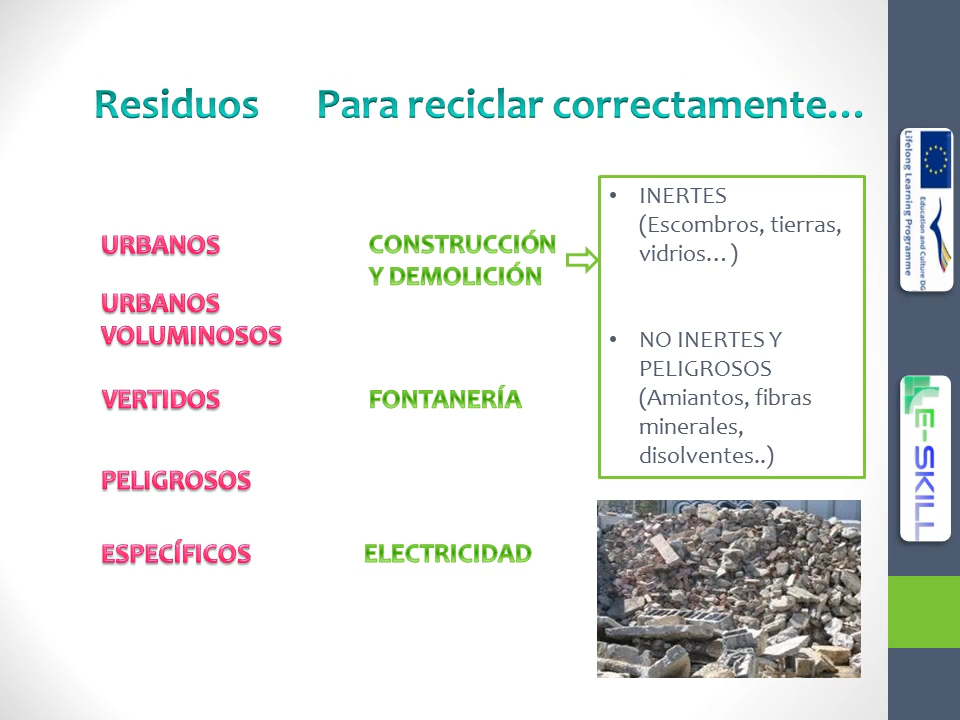 Residuos
Para reciclar correctamente…
URBANOS
URBANOS
VOLUMINOSOS
VERTIDOS
PELIGROSOS
ESPECÍFICOS
CONSTRUCCIÓN
Y DEMOLICIÓN
FONTANERÍA
ELECTRICIDAD
• INERTES
(Escombros, tierras,
vidrios…)
• NO INERTES Y
PELIGROSOS
(Amiantos, fibras
minerales,
disolventes..)
Lifelong Learning Programme
Education and Culture DG
E-SKILL